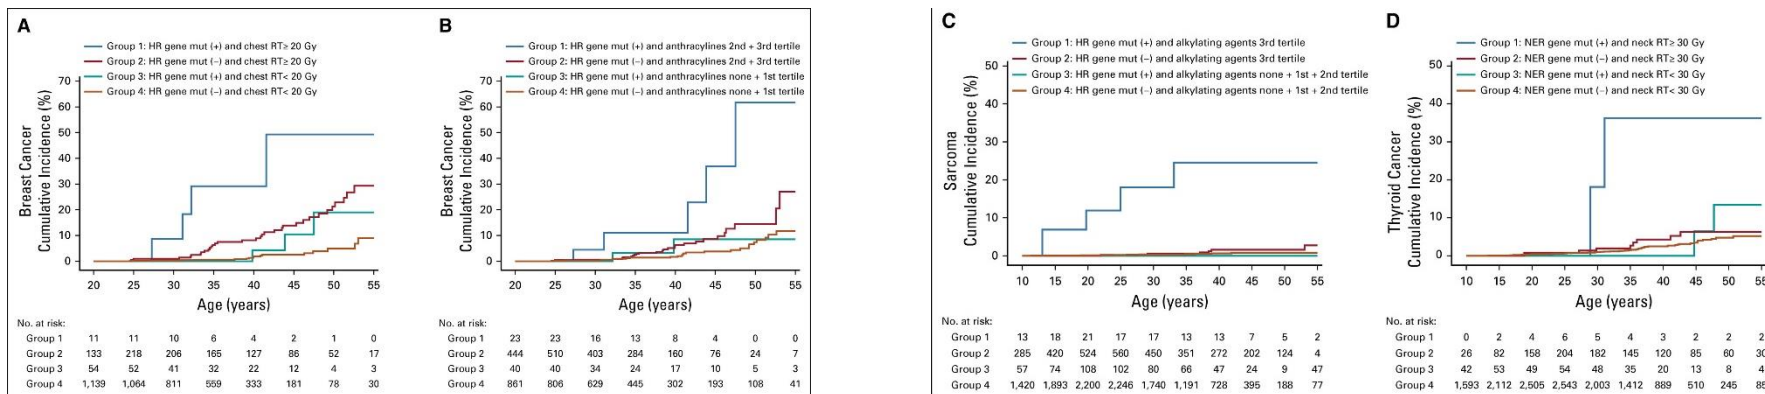 A
Group 1: HR gene mut (+) and chest RT≥ 20 Gy
Group 2: HR gene mut (−) and chest RT≥ 20 Gy
Group 3: HR gene mut (+) and chest RT< 20 Gy
Group 4: HR gene mut (−) and chest RT< 20 Gy
Breast Cancer
Cumulative Incidence (%)
70
60
50
40
30
20
10
0
20 25 30 35 40 45 50 55
Age (years)
No. at risk:
Group 1 11 11 10 6 4 2 1 0
Group 2 133 218 206 165 127 86 52 17
Group 3 54 52 41 32 22 12 4 3
Group 4 1,139 1,064 811 559 333 181 78 30
B
Group 1: HR gene mut (+) and anthracylines 2nd + 3rd tertile
Group 2: HR gene mut (−) and anthracylines 2nd + 3rd tertile
Group 3: HR gene mut (+) and anthracylines none + 1st tertile
Group 4: HR gene mut (−) and anthracylines none + 1st tertile
Breast Cancer
Cumulative Incidence (%)
70
60
50
40
30
20
10
0
20 25 30 35 40 45 50 55
Age (years)
No. at risk:
Group 1 23 23 16 13 8 4 0 0
Group 2 444 510 403 284 160 76 24 7
Group 3 40 40 34 24 17 10 5 3
Group 4 861 806 629 445 302 193 108 41
C
Group 1: HR gene mut (+) and alkylating agents 3rd tertile
Group 2: HR gene mut (−) and alkylating agents 3rd tertile
Group 3: HR gene mut (+) and alkylating agents none + 1st + 2nd tertile
Group 4: HR gene mut (−) and alkylating agents none + 1st + 2nd tertile
Sarcoma
Cumulative Incidence (%)
50
40
30
20
10
0
10 15 20 25 30 35 40 45 50 55
Age (years)
No. at risk:
Group 1 13 18 21 17 17 13 13 7 5 2
Group 2 285 420 524 560 450 351 272 202 124 4
Group 3 57 74 108 102 80 66 47 24 9 47
Group 4 1,420 1,893 2,200 2,246 1,740 1,191 728 395 188 77
D
Group 1: NER gene mut (+) and neck RT≥ 30 Gy
Group 2: NER gene mut (−) and neck RT≥ 30 Gy
Group 3: NER gene mut (+) and neck RT< 30 Gy
Group 4: NER gene mut (−) and neck RT< 30 Gy
Thyroid Cancer
Cumulative Incidence (%)
50
40
30
20
10
0
10 15 20 25 30 35 40 45 50 55
Age (years)
No. at risk:
Group 1 0 2 4 6 5 4 3 2 2 2
Group 2 26 82 158 204 182 145 120 85 60 30
Group 3 42 53 49 54 48 35 20 13 8 4
Group 4 1,593 2,112 2,505 2,543 2,003 1,412 889 510 245 85